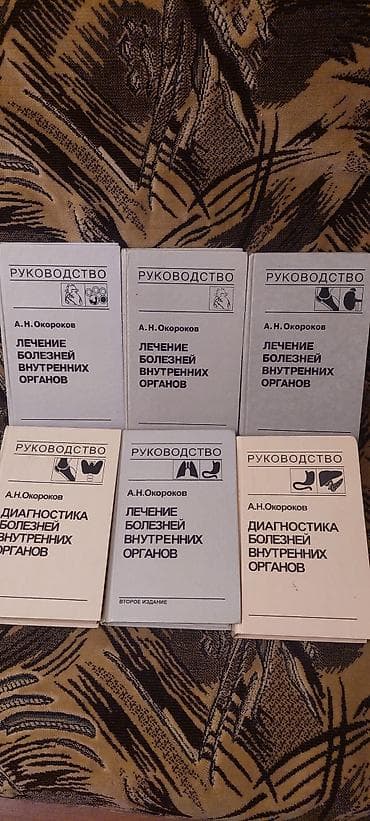 РУКОВОДСТВО
А.Н.Окороков
ЛЕЧЕНИЕ
БОЛЕЗНЕЙ
ВНУТРЕННИХ
ОРГАНОВ
РУКОВОДСТВО
А.Н.Окороков
ЛЕЧЕНИЕ
БОЛЕЗНЕЙ
ВНУТРЕННИХ
ОРГАНОВ
РУКОВОДСТВО
А.Н.Окороков
ЛЕЧЕНИЕ
БОЛЕЗНЕЙ
ВНУТРЕННИХ
ОРГАНОВ
РУКОВОДСТВО
А.Н.Окороков
ДИАГНОСТИКА
БОЛЕЗНЕЙ
ВНУТРЕННИХ
ОРГАНОВ
РУКОВОДСТВО
А.Н.Окороков
ЛЕЧЕНИЕ
БОЛЕЗНЕЙ
ВНУТРЕННИХ
ОРГАНОВ
ВТОРОЕ ИЗДАНИЕ
РУКОВОДСТВО
А.Н.Окороков
ДИАГНОСТИКА
БОЛЕЗНЕЙ
ВНУТРЕННИХ
ОРГАНОВ